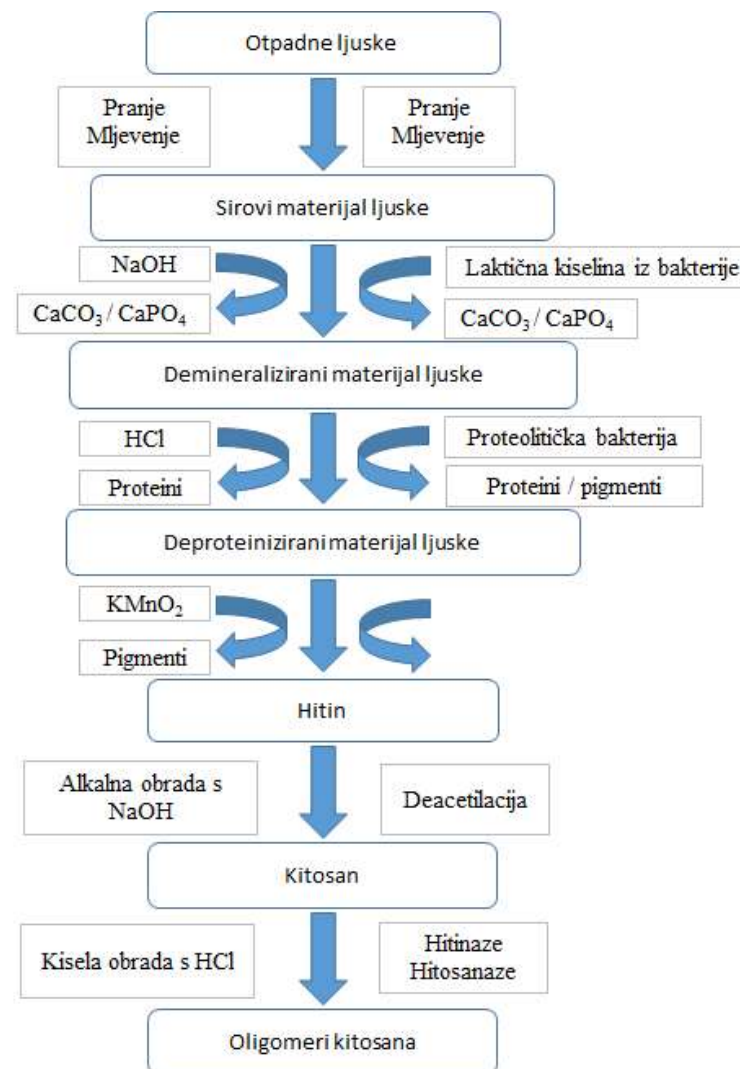 Otpadne ljuske
Pranje
Mljevenje
Pranje
Mljevenje
Sirovi materijal ljuske
NaOH
Laktična kiselina iz bakterije
CaCO₃ / CaPO₄
CaCO₃ / CaPO₄
Demineralizirani materijal ljuske
HCl
Proteolitička bakterija
Proteini
Proteini / pigmenti
Deproteinizirani materijal ljuske
KMnO₂
Pigmenti
Hitin
Alkalna obrada s
NaOH
Deacetilacija
Kitosan
Kisela obrada s HCl
Hitinaze
Hitosanaze
Oligomeri kitosana